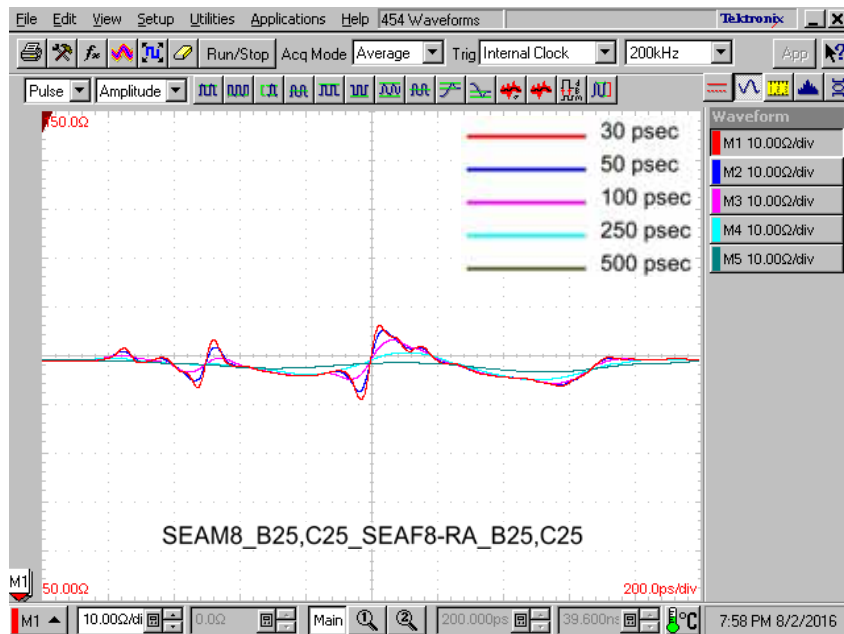 File Edit View Setup Utilities Applications Help 454 Waveforms Tektronix
Run/Stop Acq Mode Average Trig Internal Clock 200kHz App
Pulse Amplitude
Waveform
150.0Ω
30 psec
50 psec
100 psec
250 psec
500 psec
M1 10.00Ω/div
M2 10.00Ω/div
M3 10.00Ω/div
M4 10.00Ω/div
M5 10.00Ω/div
SEAM8_B25,C25_SEAF8-RA_B25,C25
M1
50.00Ω 200.0ps/div
M1 10.00Ω/di 0.0Ω Main 1 2 200.000ps 39.600ns °C 7:58 PM 8/2/2016